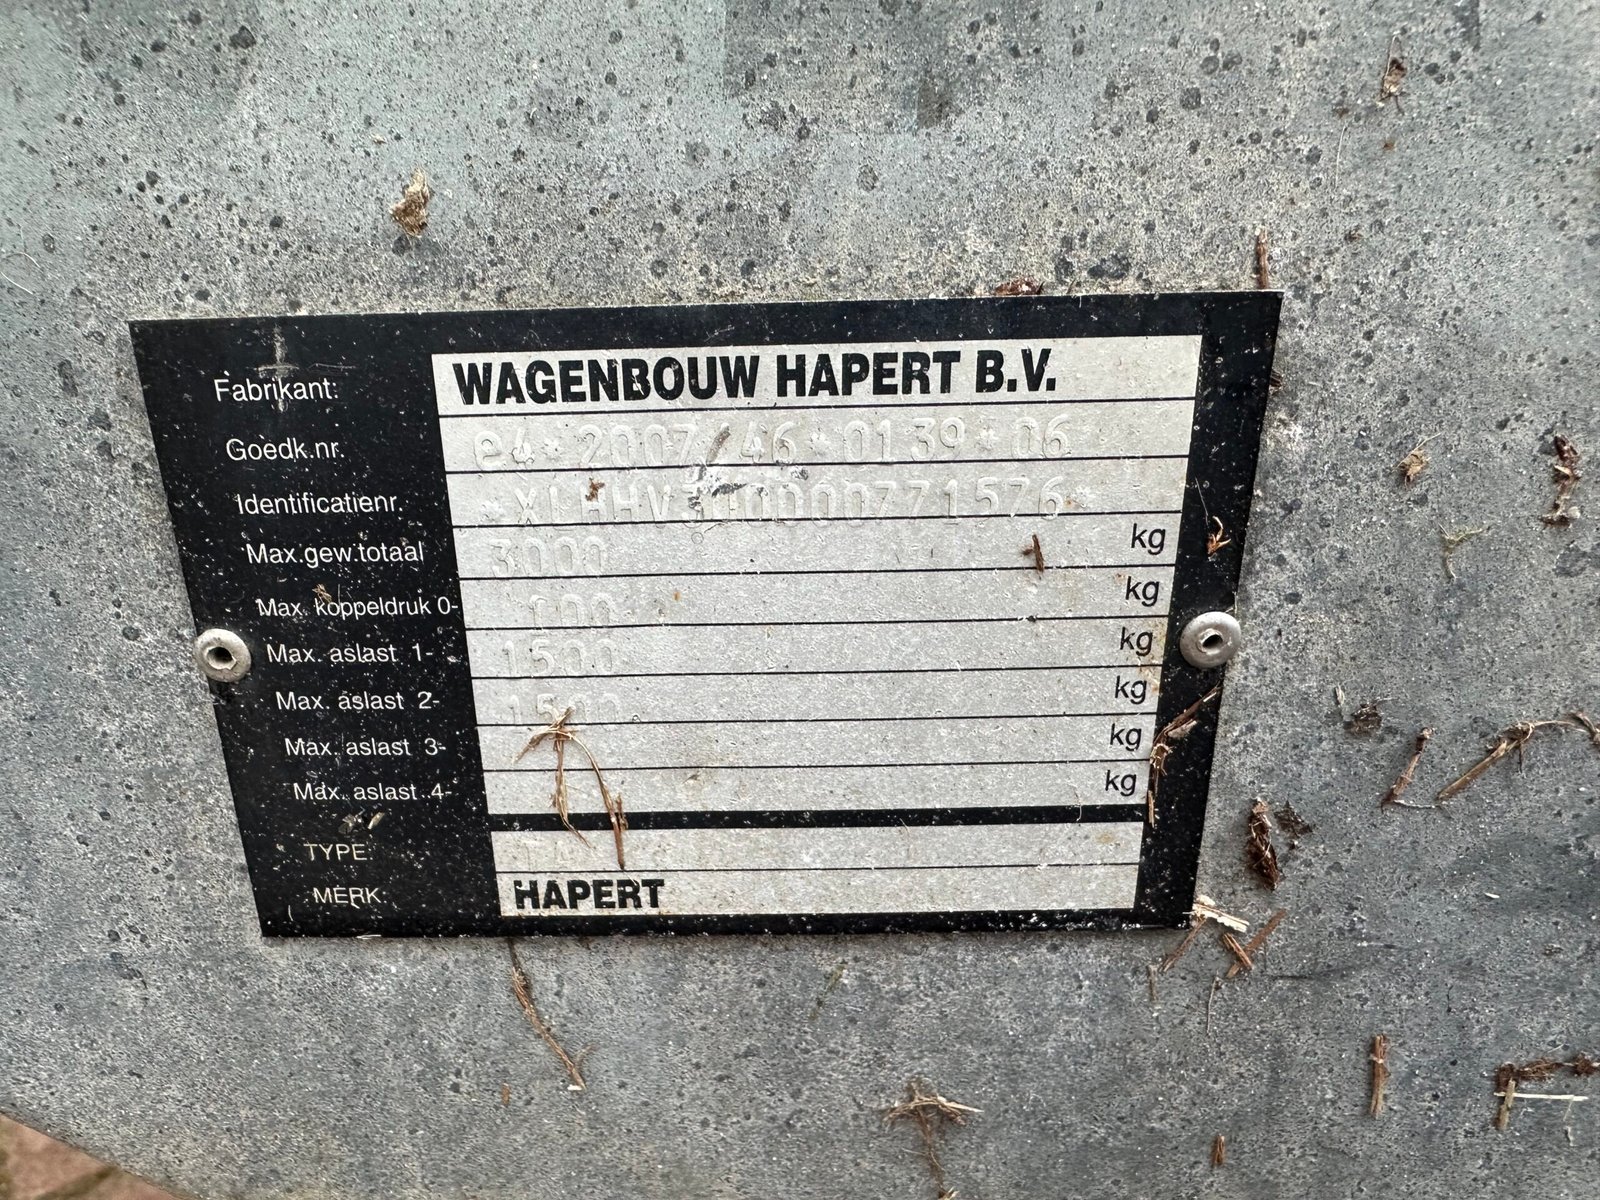 Fabrikant: WAGENBOUW HAPERT B.V.
Goedk.nr. e4*2007/46*0139*06
Identificatienr.
Max.gew.totaal 3000 kg
Max. koppeldruk 0- 100 kg
Max. aslast 1- 1500 kg
Max. aslast 2- 1500 kg
Max. aslast 3- kg
Max. aslast 4- kg
TYPE:
MERK: HAPERT